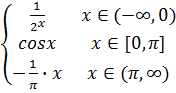 1/2^x x ∈ (-∞, 0)
cosx x ∈ [0, π]
-1/π · x x ∈ (π, ∞)